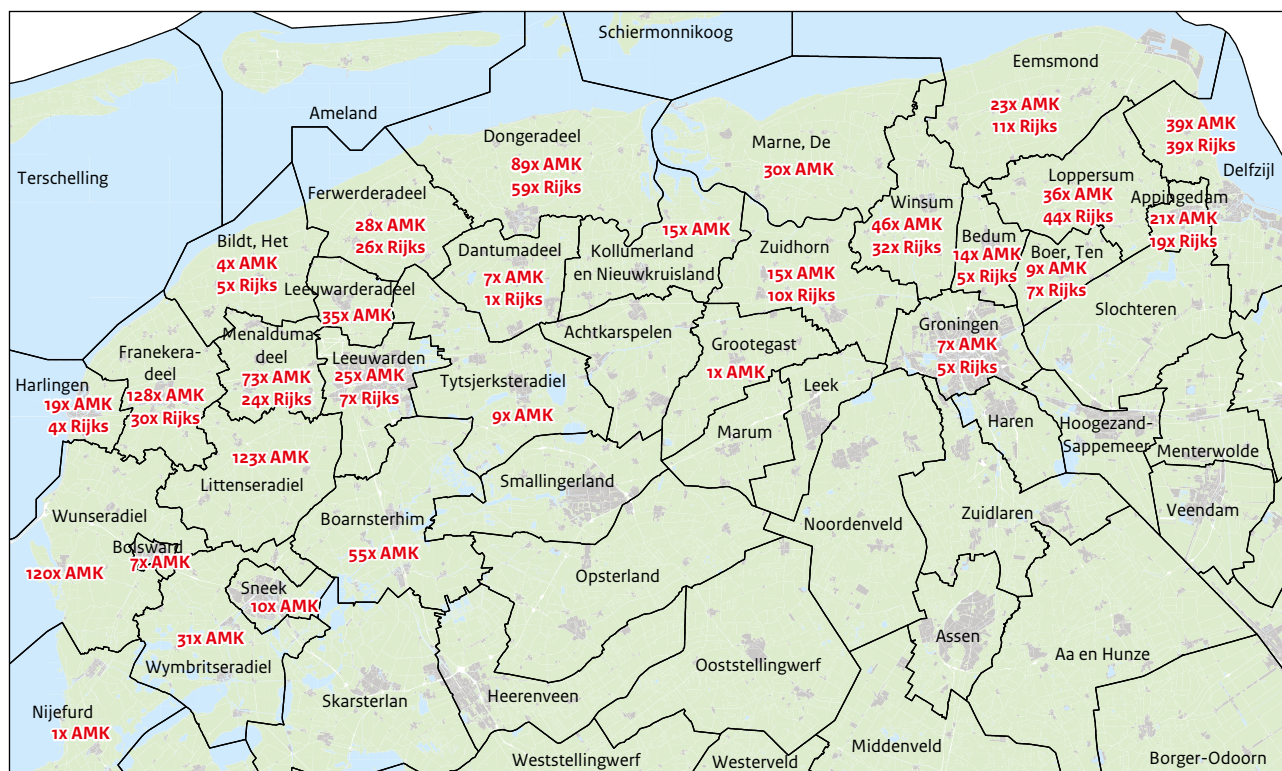 Schiermonnikoog
Eemsmond
23x AMK
11x Rijks
Ameland
Dongeradeel
89x AMK
59x Rijks
Marne, De
30x AMK
39x AMK
39x Rijks
Delfzijl
Terschelling
Ferwerderadeel
28x AMK
26x Rijks
Loppersum
36x AMK
44x Rijks
Appingedam
21x AMK
19x Rijks
Winsum
46x AMK
32x Rijks
Bildt, Het
4x AMK
5x Rijks
Dantumadeel
7x AMK
1x Rijks
15x AMK
Kollumerland
en Nieuwkruisland
Zuidhorn
15x AMK
10x Rijks
Bedum
14x AMK
5x Rijks
Boer, Ten
9x AMK
7x Rijks
Leeuwarderadeel
35x AMK
Slochteren
Menalduma-
deel
73x AMK
24x Rijks
Franekera-
deel
128x AMK
30x Rijks
Leeuwarden
25x AMK
7x Rijks
Achtkarspelen
Grootegast
1x AMK
Groningen
7x AMK
5x Rijks
Harlingen
19x AMK
4x Rijks
Tytsjerksteradiel
9x AMK
Leek
Haren
Hoogezand-
Sappemeer
Marum
Menterwolde
123x AMK
Littenseradiel
Smallingerland
Veendam
Wunseradiel
120x AMK
Boarnsterhim
55x AMK
Noordenveld
Zuidlaren
Bolsward
7x AMK
Sneek
10x AMK
Opsterland
31x AMK
Wymbritseradiel
Assen
Aa en Hunze
Ooststellingwerf
Skarsterlan
Heerenveen
Nijefurd
1x AMK
Weststellingwerf
Westerveld
Middenveld
Borger-Odoorn